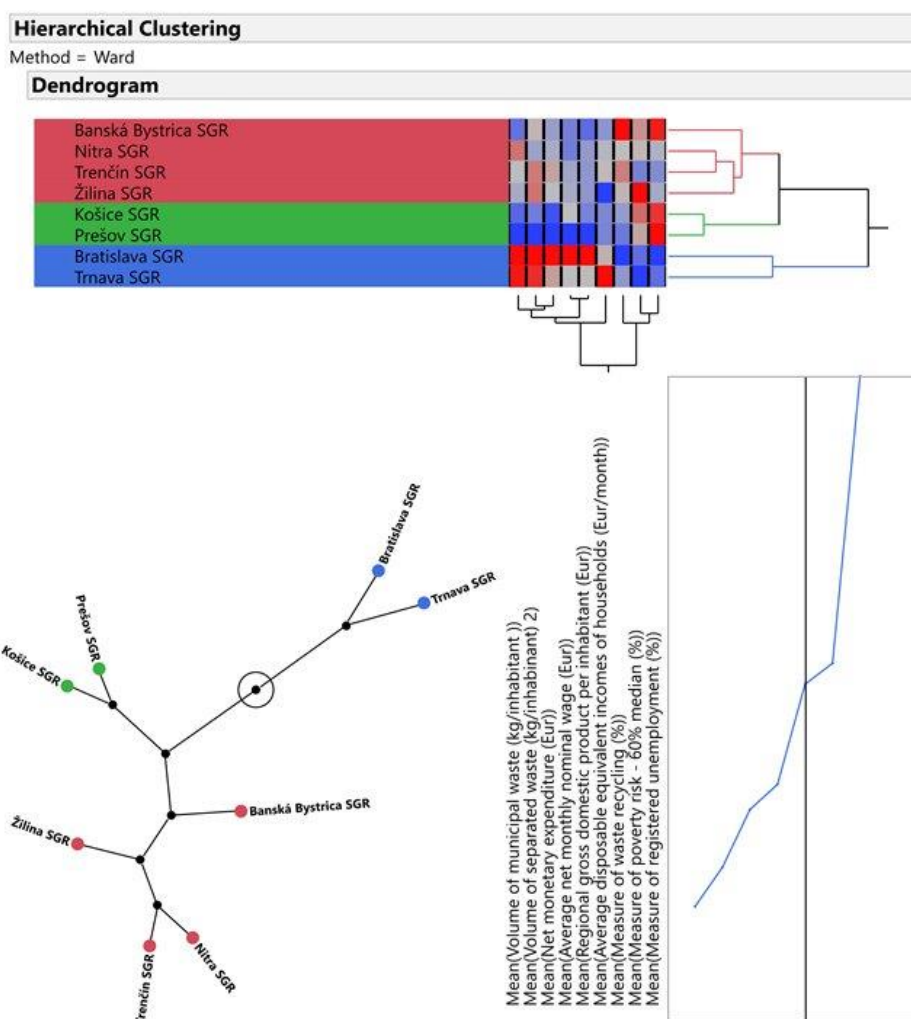 Hierarchical Clustering
Method = Ward
Dendrogram
Banská Bystrica SGR
Nitra SGR
Trenčín SGR
Žilina SGR
Košice SGR
Prešov SGR
Bratislava SGR
Trnava SGR
Bratislava SGR
Trnava SGR
Prešov SGR
Košice SGR
Banská Bystrica SGR
Žilina SGR
Trenčín SGR
Nitra SGR
Mean(Volume of municipal waste (kg/inhabitant ))
Mean(Volume of separated waste (kg/inhabinant) 2)
Mean(Net monetary expenditure (Eur))
Mean(Average net monthly nominal wage (Eur))
Mean(Regional gross domestic product per inhabitant (Eur))
Mean(Average disposable equivalent incomes of households (Eur/month))
Mean(Measure of waste recycling (%))
Mean(Measure of poverty risk - 60% median (%))
Mean(Measure of registered unemployment (%))